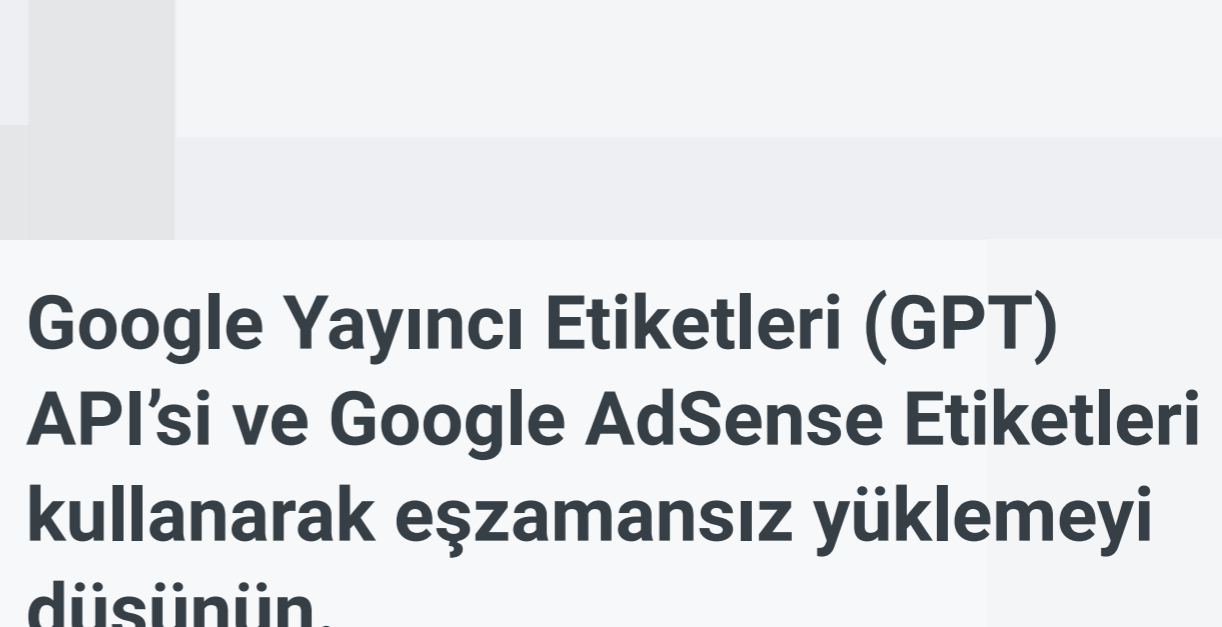 Google Yayıncı Etiketleri (GPT)
API’si ve Google AdSense Etiketleri
kullanarak eşzamansız yüklemeyi
düşünün.